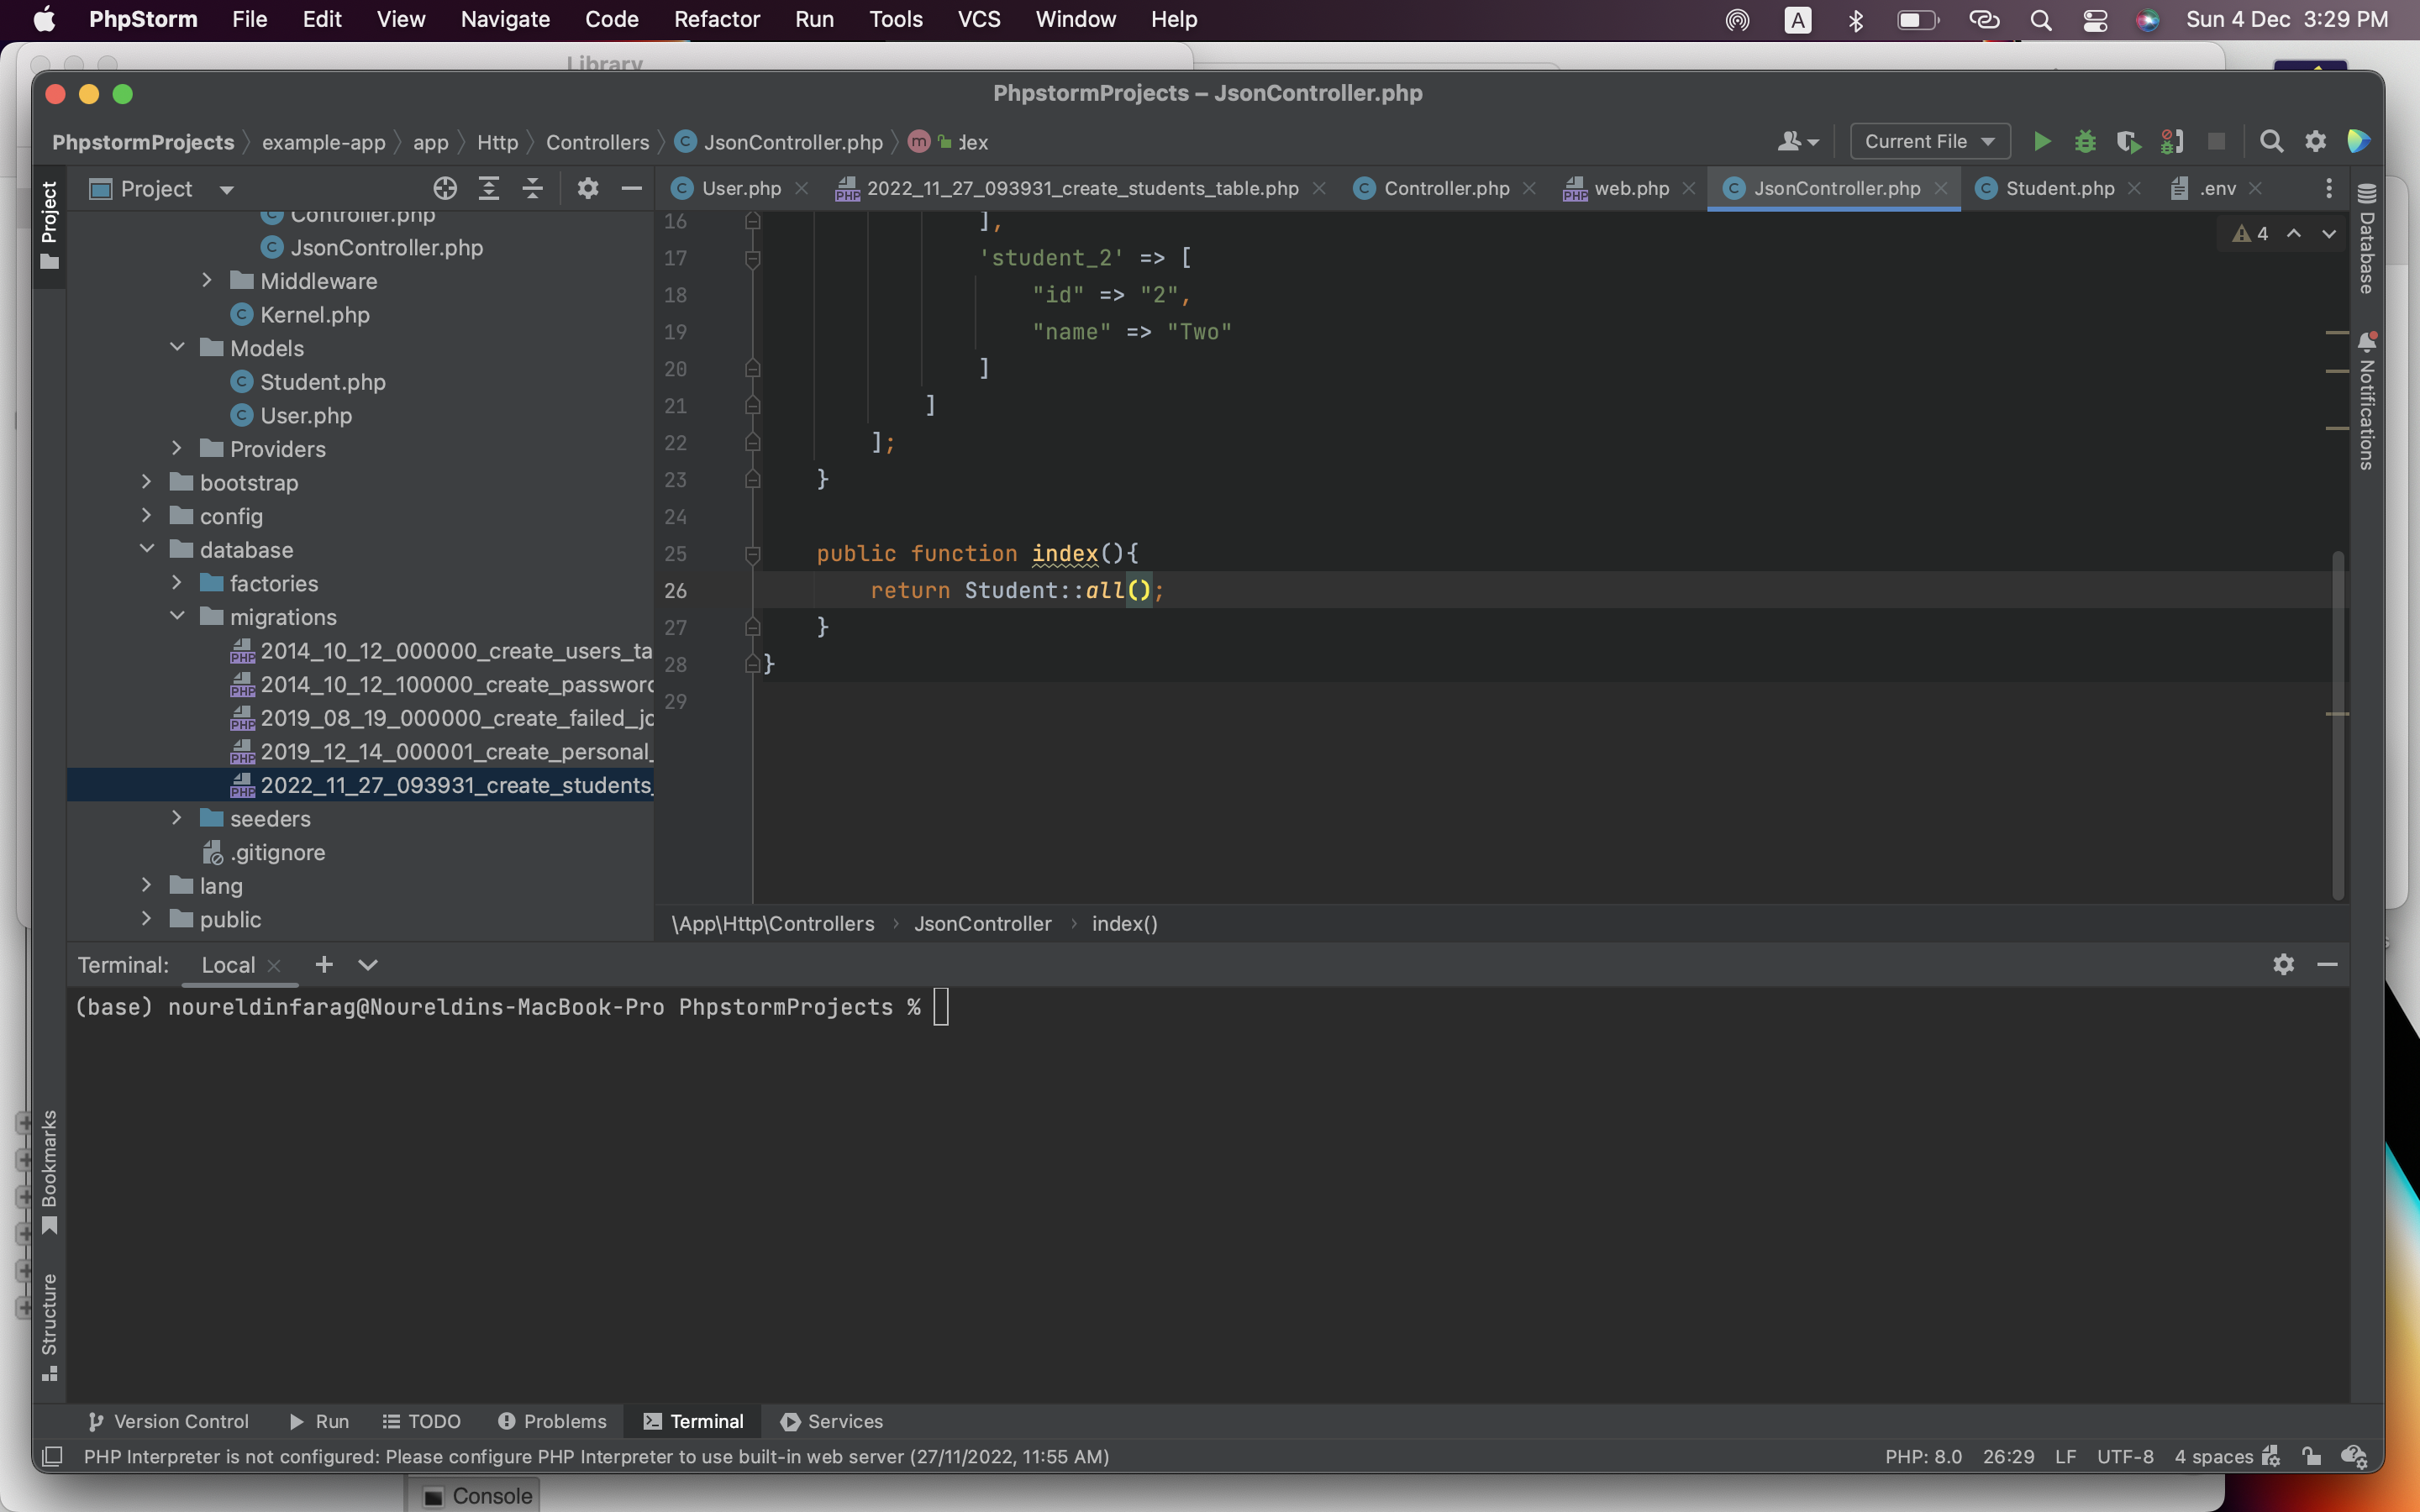 PhpStorm File Edit View Navigate Code Refactor Run Tools VCS Window Help A Sun 4 Dec 3:29 PM
Library
PhpstormProjects – JsonController.php
PhpstormProjects example-app app Http Controllers JsonController.php m dex Current File
Project
Project
User.php 2022_11_27_093931_create_students_table.php Controller.php web.php JsonController.php Student.php .env
Controller.php
JsonController.php
Middleware
Kernel.php
Models
Student.php
User.php
Providers
bootstrap
config
database
factories
migrations
2014_10_12_000000_create_users_ta
2014_10_12_100000_create_password
2019_08_19_000000_create_failed_jo
2019_12_14_000001_create_personal_
2022_11_27_093931_create_students_
seeders
.gitignore
lang
public
4
16 ],
17 'student_2' => [
18 "id" => "2",
19 "name" => "Two"
20 ]
21 ]
22 ];
23 }
24
25 public function index(){
26 return Student::all();
27 }
28 }
29
Database
Notifications
\App\Http\Controllers › JsonController › index()
Terminal: Local
(base) noureldinfarag@Noureldins-MacBook-Pro PhpstormProjects %
Bookmarks
Structure
Version Control Run TODO Problems Terminal Services
PHP Interpreter is not configured: Please configure PHP Interpreter to use built-in web server (27/11/2022, 11:55 AM) PHP: 8.0 26:29 LF UTF-8 4 spaces
Console